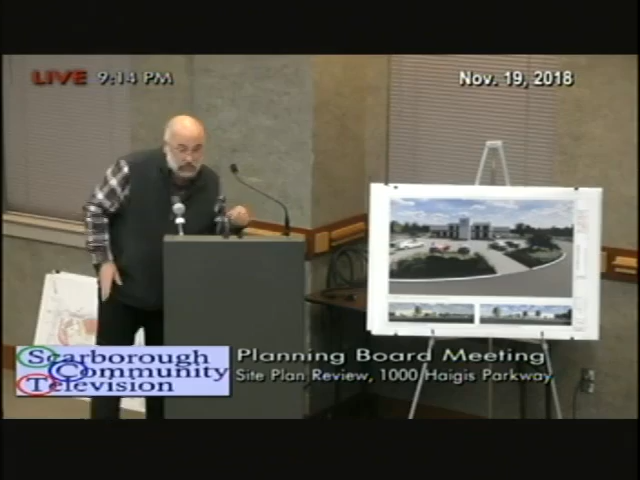 LIVE 9:14 PM
Nov. 19, 2018
Scarborough
Community
Television
Planning Board Meeting
Site Plan Review, 1000 Haigis Parkway